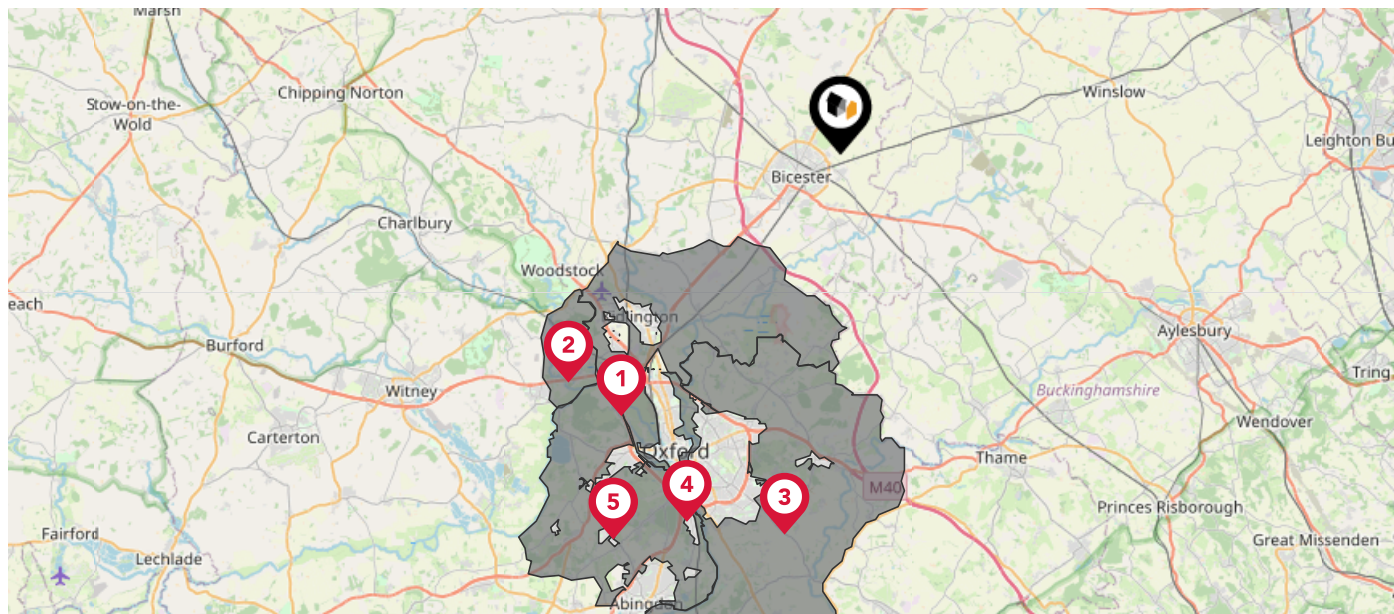 Marsh
Stow-on-the-
Wold
Chipping Norton
Winslow
Leighton Bu
Bicester
Charlbury
Woodstock
each
Burford
Witney
Carterton
2
1
Oxford
4
5
3
M40
Aylesbury
Buckinghamshire
Tring
Wendover
Thame
Princes Risborough
Great Missenden
Fairford
Lechlade
Abingdon